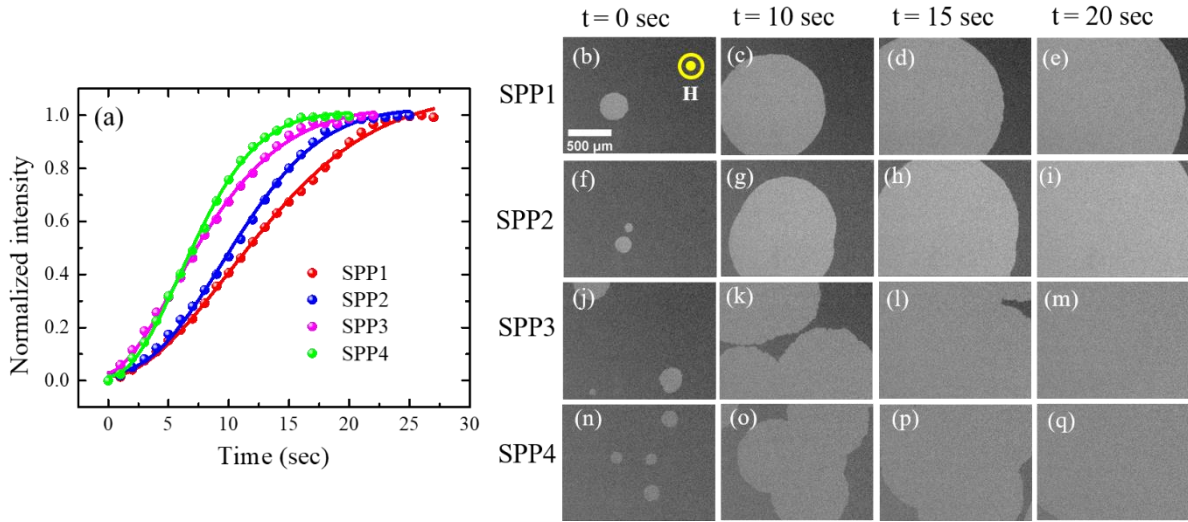 (a)
Normalized intensity
1.0
0.8
0.6
0.4
0.2
0.0
0
5
10
15
20
25
30
Time (sec)
SPP1
SPP2
SPP3
SPP4
t = 0 sec
t = 10 sec
t = 15 sec
t = 20 sec
SPP1
(b)
H
500 µm
(c)
(d)
(e)
SPP2
(f)
(g)
(h)
(i)
SPP3
(j)
(k)
(l)
(m)
SPP4
(n)
(o)
(p)
(q)